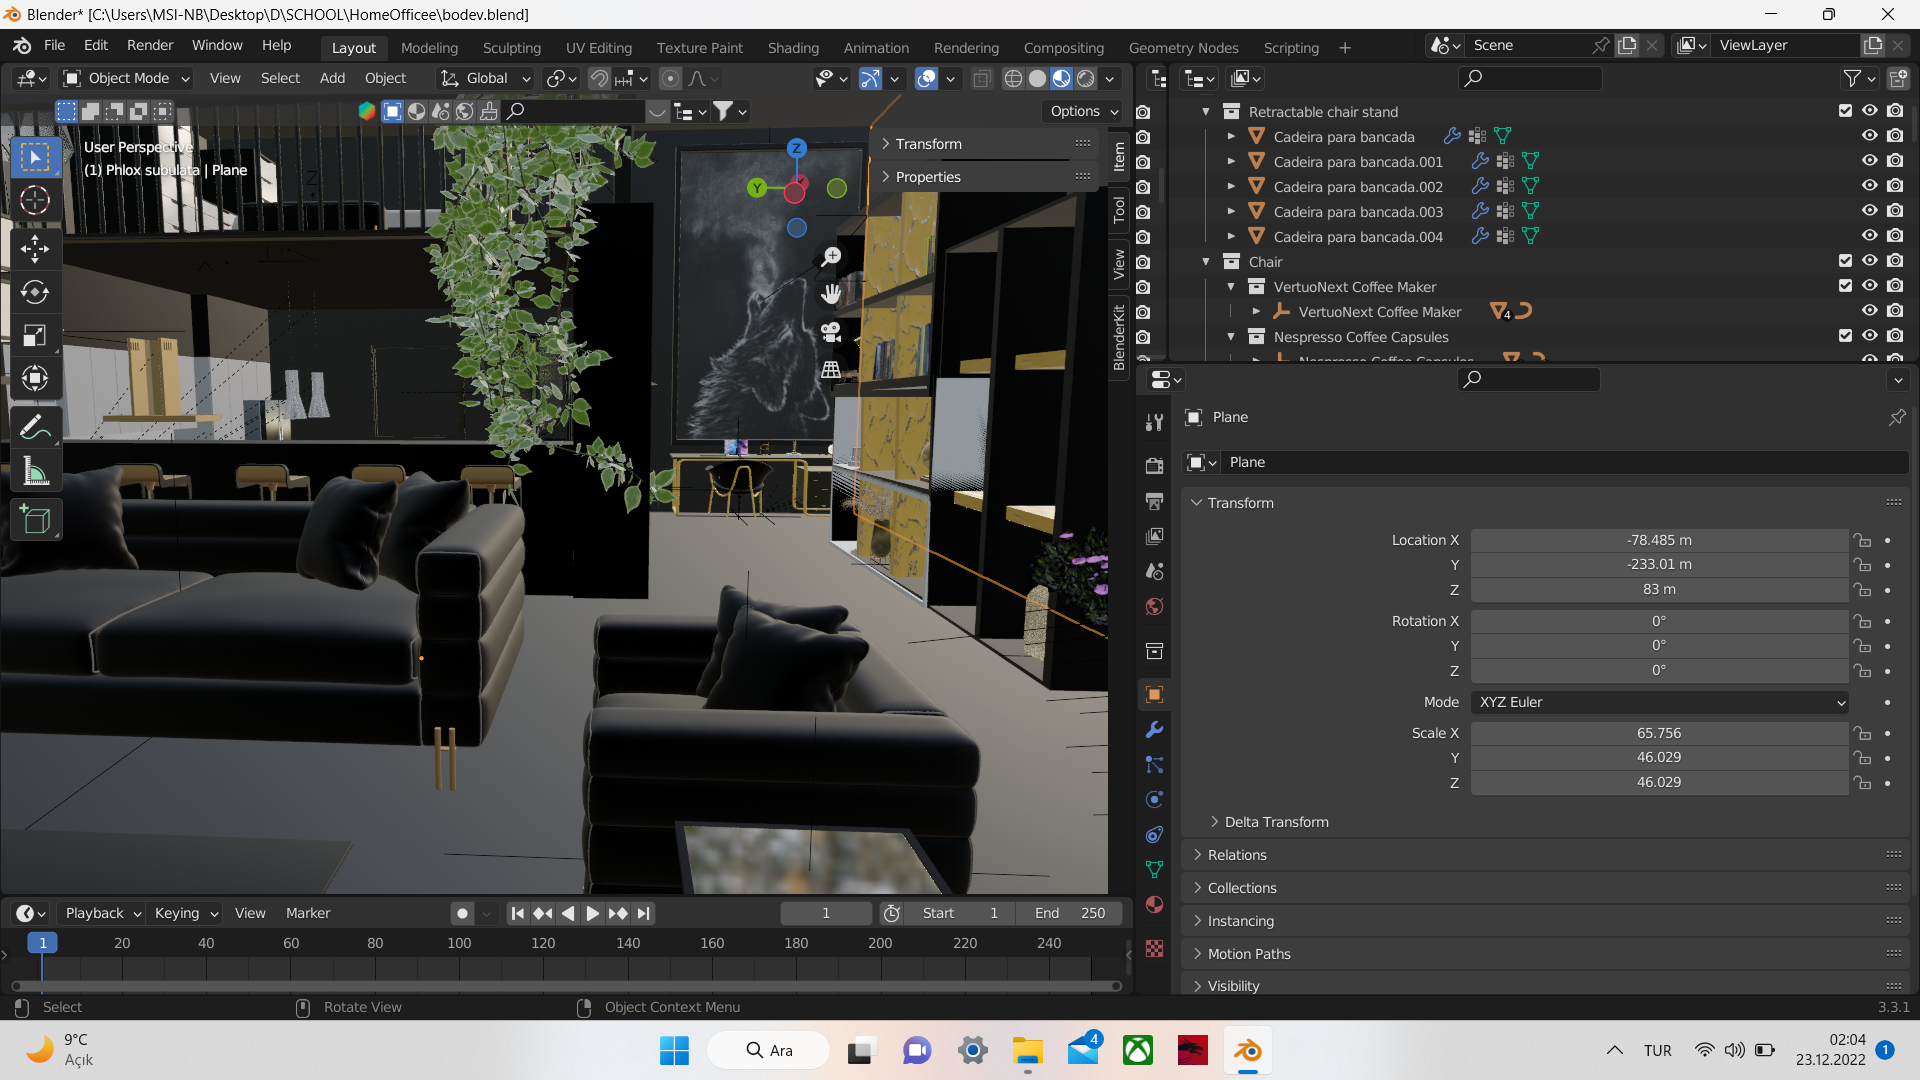 Blender* [C:\Users\MSI-NB\Desktop\D\SCHOOL\HomeOfficee\bodev.blend]
File Edit Render Window Help
Layout Modeling Sculpting UV Editing Texture Paint Shading Animation Rendering Compositing Geometry Nodes Scripting +
Scene
ViewLayer
Object Mode View Select Add Object Global
Options
User Perspective
(1) Phlox subulata | Plane
Transform
Properties
Z
Y
Item
Tool
View
BlenderKit
Retractable chair stand
Cadeira para bancada
Cadeira para bancada.001
Cadeira para bancada.002
Cadeira para bancada.003
Cadeira para bancada.004
Chair
VertuoNext Coffee Maker
VertuoNext Coffee Maker 4
Nespresso Coffee Capsules
Nespresso Coffee Capsules
Plane
Plane
Transform
Location X -78.485 m
Y -233.01 m
Z 83 m
Rotation X 0°
Y 0°
Z 0°
Mode XYZ Euler
Scale X 65.756
Y 46.029
Z 46.029
Delta Transform
Relations
Collections
Instancing
Motion Paths
Visibility
Playback Keying View Marker
1
Start 1 End 250
1 20 40 60 80 100 120 140 160 180 200 220 240
Select
Rotate View
Object Context Menu
3.3.1
9°C
Açık
Ara
4
TUR
02:04
23.12.2022
1